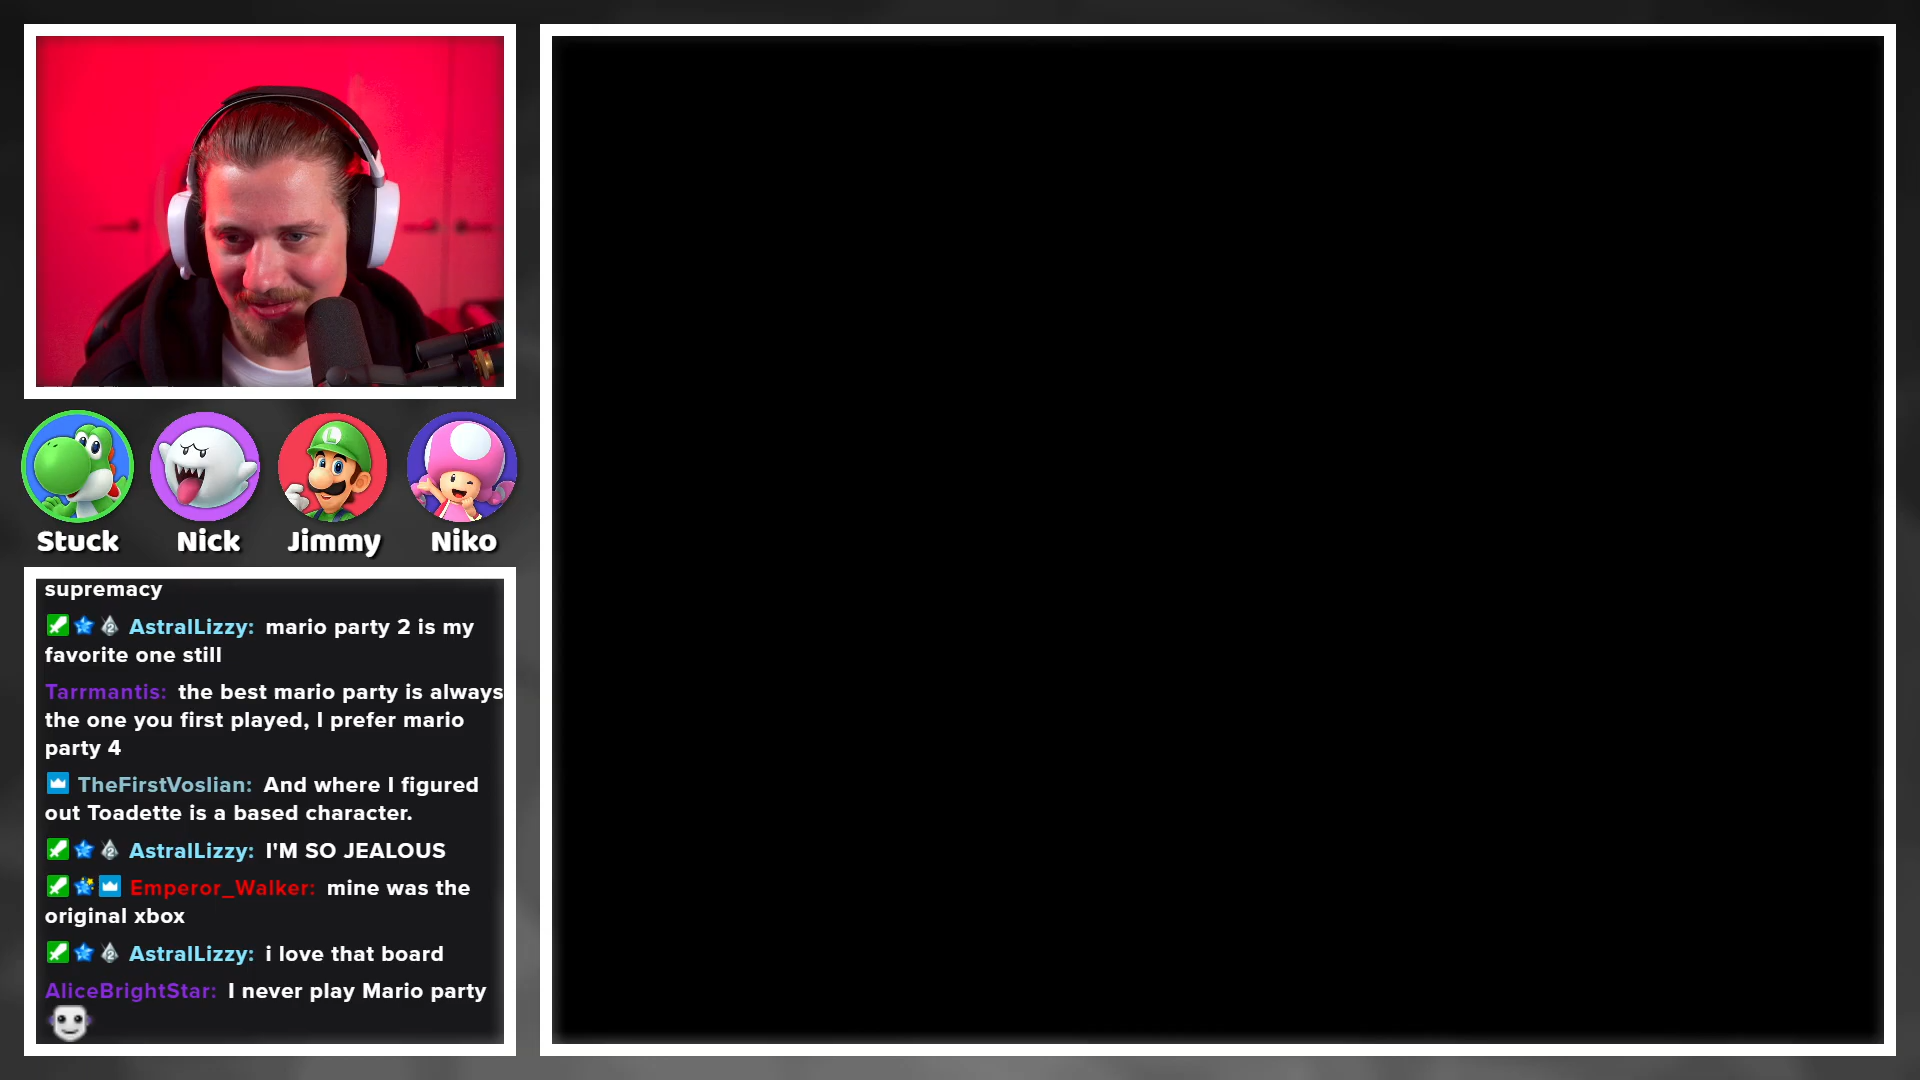 Stuck
Nick
Jimmy
Niko
supremacy
AstralLizzy: mario party 2 is my
favorite one still
Tarrmantis: the best mario party is always
the one you first played, I prefer mario
party 4
TheFirstVoslian: And where I figured
out Toadette is a based character.
AstralLizzy: I'M SO JEALOUS
Emperor_Walker: mine was the
original xbox
AstralLizzy: i love that board
AliceBrightStar: I never play Mario party